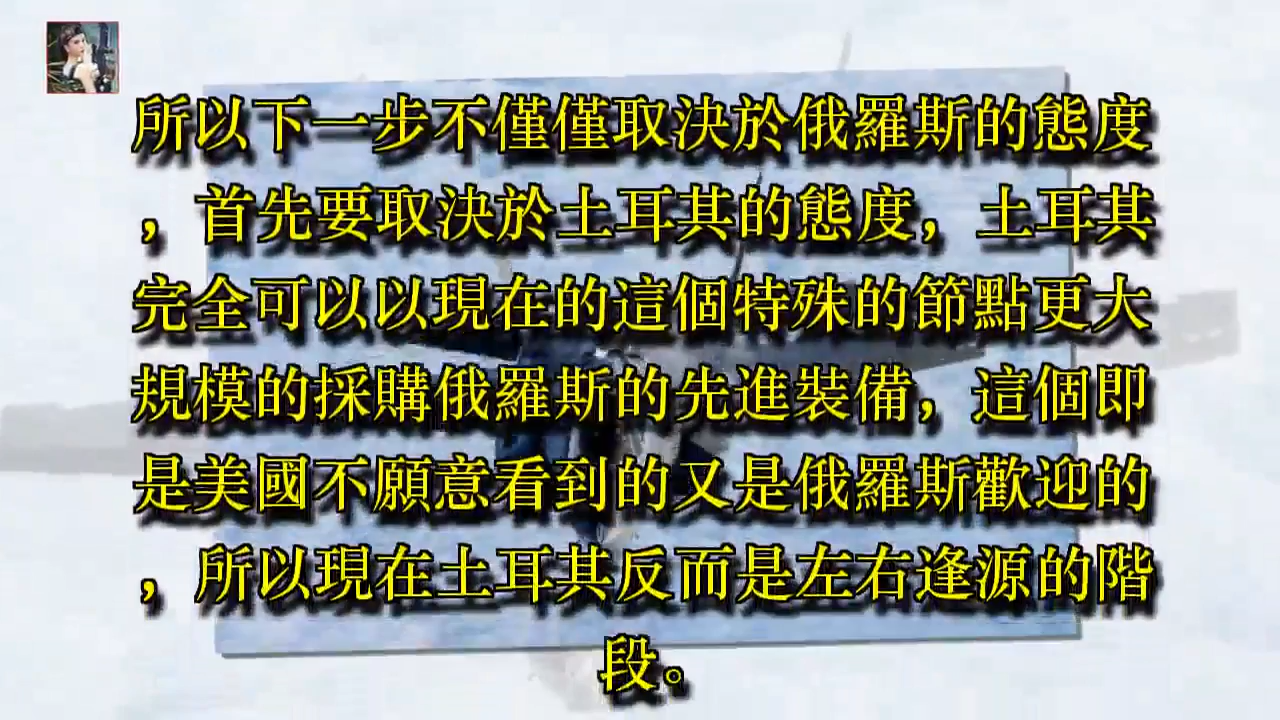 所以下一步不僅僅取決於俄羅斯的態度
，首先要取決於土耳其的態度，土耳其
完全可以以現在的這個特殊的節點更大
規模的採購俄羅斯的先進裝備，這個即
是美國不願意看到的又是俄羅斯歡迎的
，所以現在土耳其反而是左右逢源的階
段。